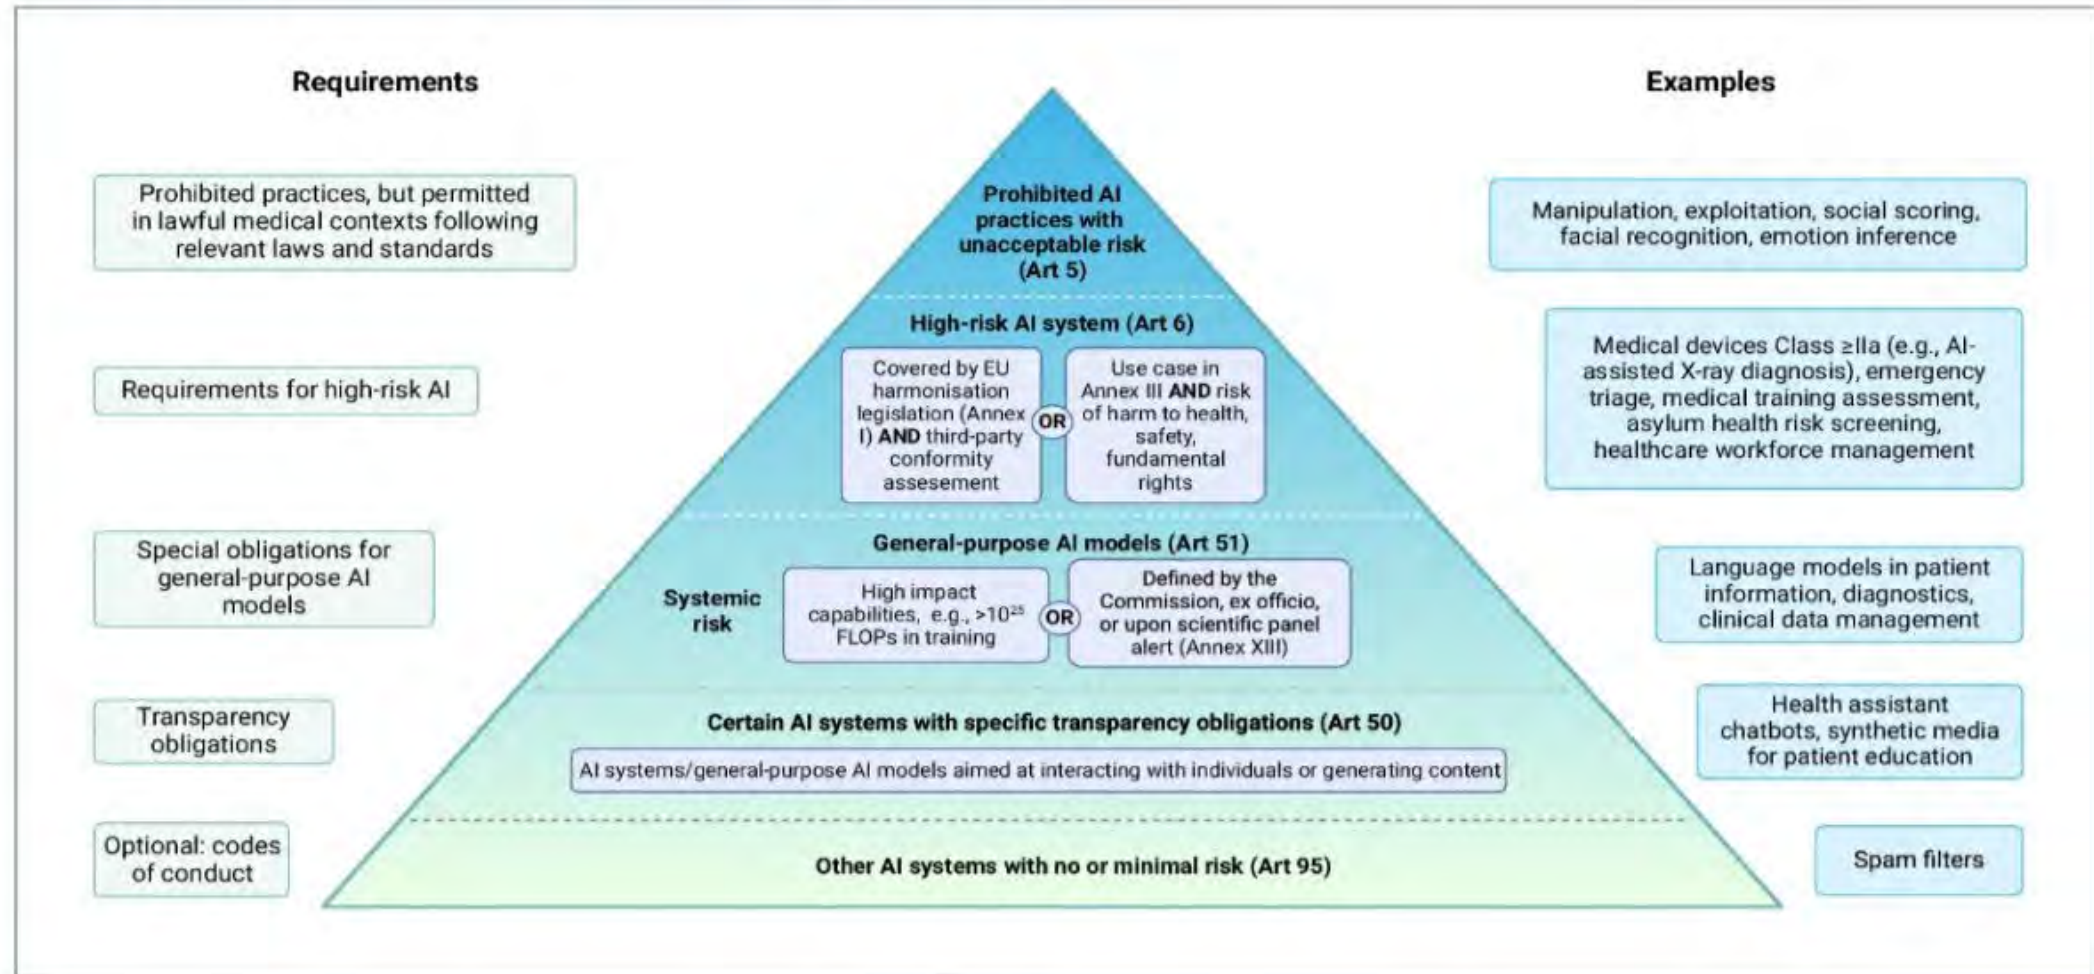 Requirements
Examples
Prohibited practices, but permitted
in lawful medical contexts following
relevant laws and standards
Prohibited AI
practices with
unacceptable risk
(Art 5)
Manipulation, exploitation, social scoring,
facial recognition, emotion inference
Requirements for high-risk AI
High-risk AI system (Art 6)
Covered by EU
harmonisation
legislation (Annex
I) AND third-party
conformity
assesement
OR
Use case in
Annex III AND risk
of harm to health,
safety,
fundamental
rights
Medical devices Class ≥IIa (e.g., AI-
assisted X-ray diagnosis), emergency
triage, medical training assessment,
asylum health risk screening,
healthcare workforce management
Special obligations for
general-purpose AI
models
General-purpose AI models (Art 51)
Systemic
risk
High impact
capabilities, e.g., >10²⁵
FLOPs in training
OR
Defined by the
Commission, ex officio,
or upon scientific panel
alert (Annex XIII)
Language models in patient
information, diagnostics,
clinical data management
Transparency
obligations
Certain AI systems with specific transparency obligations (Art 50)
AI systems/general-purpose AI models aimed at interacting with individuals or generating content
Health assistant
chatbots, synthetic media
for patient education
Optional: codes
of conduct
Other AI systems with no or minimal risk (Art 95)
Spam filters